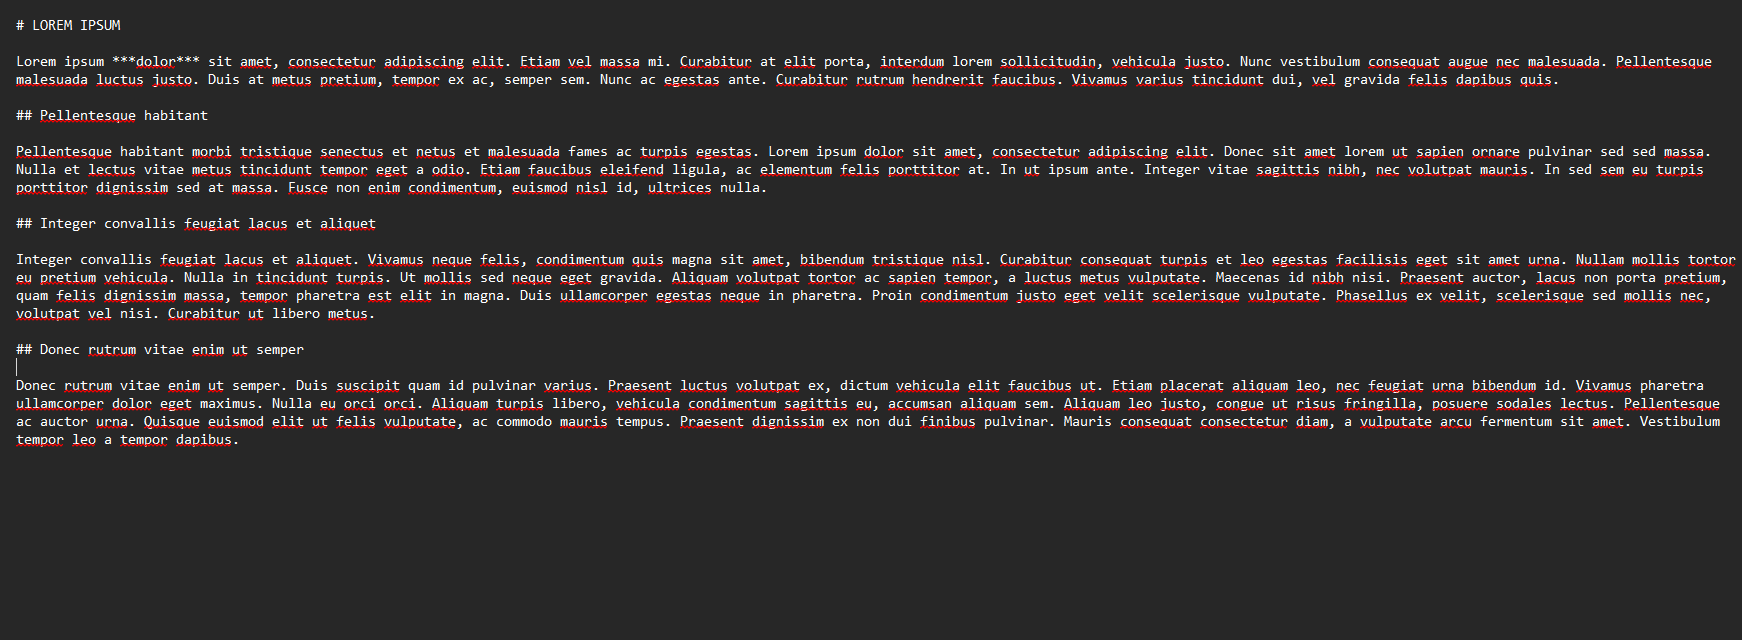 # LOREM IPSUM
Lorem ipsum ***dolor*** sit amet, consectetur adipiscing elit. Etiam vel massa mi. Curabitur at elit porta, interdum lorem sollicitudin, vehicula justo. Nunc vestibulum consequat augue nec malesuada. Pellentesque
malesuada luctus justo. Duis at metus pretium, tempor ex ac, semper sem. Nunc ac egestas ante. Curabitur rutrum hendrerit faucibus. Vivamus varius tincidunt dui, vel gravida felis dapibus quis.
## Pellentesque habitant
Pellentesque habitant morbi tristique senectus et netus et malesuada fames ac turpis egestas. Lorem ipsum dolor sit amet, consectetur adipiscing elit. Donec sit amet lorem ut sapien ornare pulvinar sed sed massa.
Nulla et lectus vitae metus tincidunt tempor eget a odio. Etiam faucibus eleifend ligula, ac elementum felis porttitor at. In ut ipsum ante. Integer vitae sagittis nibh, nec volutpat mauris. In sed sem eu turpis
porttitor dignissim sed at massa. Fusce non enim condimentum, euismod nisl id, ultrices nulla.
## Integer convallis feugiat lacus et aliquet
Integer convallis feugiat lacus et aliquet. Vivamus neque felis, condimentum quis magna sit amet, bibendum tristique nisl. Curabitur consequat turpis et leo egestas facilisis eget sit amet urna. Nullam mollis tortor
eu pretium vehicula. Nulla in tincidunt turpis. Ut mollis sed neque eget gravida. Aliquam volutpat tortor ac sapien tempor, a luctus metus vulputate. Maecenas id nibh nisi. Praesent auctor, lacus non porta pretium,
quam felis dignissim massa, tempor pharetra est elit in magna. Duis ullamcorper egestas neque in pharetra. Proin condimentum justo eget velit scelerisque vulputate. Phasellus ex velit, scelerisque sed mollis nec,
volutpat vel nisi. Curabitur ut libero metus.
## Donec rutrum vitae enim ut semper
Donec rutrum vitae enim ut semper. Duis suscipit quam id pulvinar varius. Praesent luctus volutpat ex, dictum vehicula elit faucibus ut. Etiam placerat aliquam leo, nec feugiat urna bibendum id. Vivamus pharetra
ullamcorper dolor eget maximus. Nulla eu orci orci. Aliquam turpis libero, vehicula condimentum sagittis eu, accumsan aliquam sem. Aliquam leo justo, congue ut risus fringilla, posuere sodales lectus. Pellentesque
ac auctor urna. Quisque euismod elit ut felis vulputate, ac commodo mauris tempus. Praesent dignissim ex non dui finibus pulvinar. Mauris consequat consectetur diam, a vulputate arcu fermentum sit amet. Vestibulum
tempor leo a tempor dapibus.